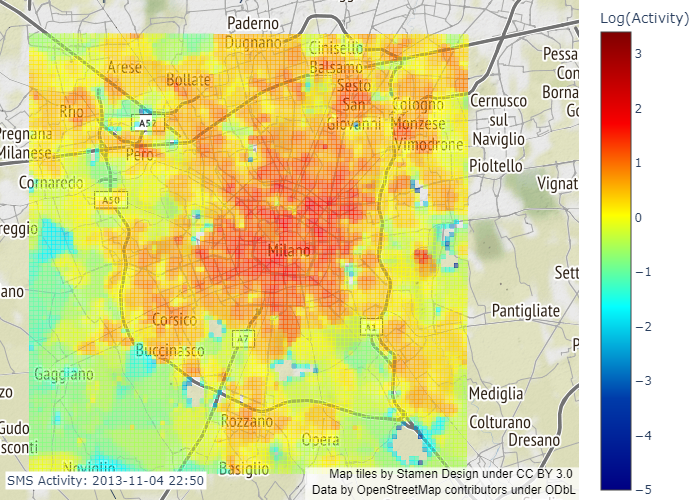 Paderno
Dugnano
Cinisello
Balsamo
Arese
Bollate
Sesto
San
Giovanni
Rho
A52
Pero
Cologno
Monzese
Vimodrone
Pessa
Con
Borna
Go
Cernusco
sul
Naviglio
Pioltello
Vignat
Pregnana
Milanese
Cornaredo
A50
reggio
Milano
ano
Sett
Pantigliate
P
Corsico
A7
A1
Buccinasco
Gaggiano
zo
Gudo
sconti
Mediglia
Colturano
Dresano
Rozzano
Opera
Noviglio
Basiglio
SMS Activity: 2013-11-04 22:50
Map tiles by Stamen Design under CC BY 3.0
Data by OpenStreetMap contributors under ODbL
Log(Activity)
3
2
1
0
−1
−2
−3
−4
−5